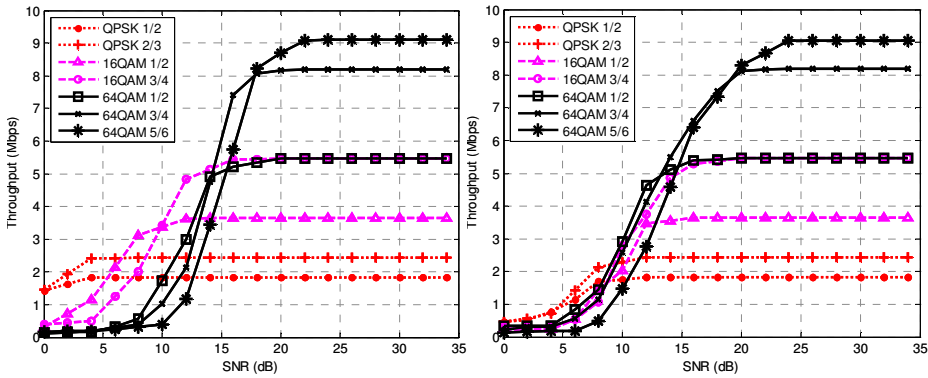 10
9
8
7
6
5
4
3
2
1
0
Throughput (Mbps)
QPSK 1/2
QPSK 2/3
16QAM 1/2
16QAM 3/4
64QAM 1/2
64QAM 3/4
64QAM 5/6
0 5 10 15 20 25 30 35
SNR (dB)
10
9
8
7
6
5
4
3
2
1
0
Throughput (Mbps)
QPSK 1/2
QPSK 2/3
16QAM 1/2
16QAM 3/4
64QAM 1/2
64QAM 3/4
64QAM 5/6
0 5 10 15 20 25 30 35
SNR (dB)